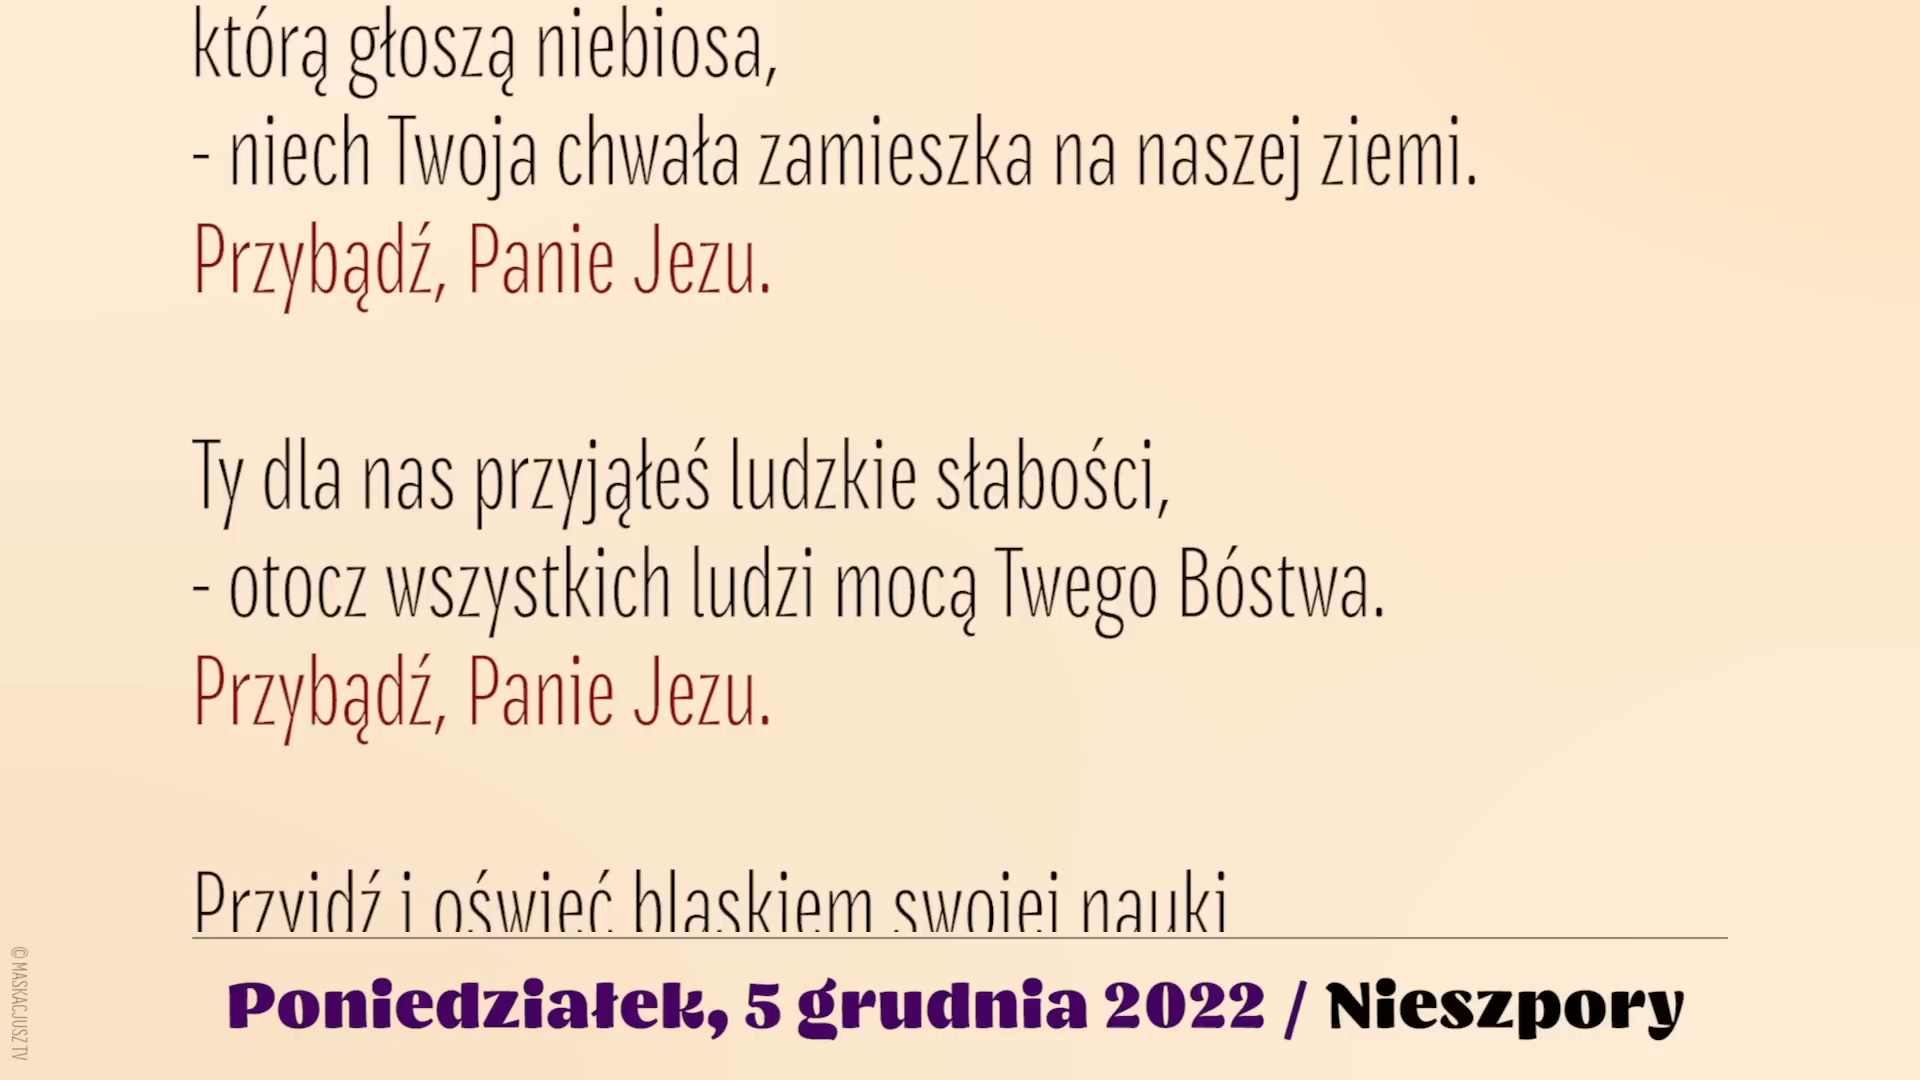 którą głoszą niebiosa,
- niech Twoja chwała zamieszka na naszej ziemi.
Przybądź, Panie Jezu.
Ty dla nas przyjąłeś ludzkie słabości,
- otocz wszystkich ludzi mocą Twego Bóstwa.
Przybądź, Panie Jezu.
Przyjdź i oświeć blaskiem swojej nauki
Poniedziałek, 5 grudnia 2022 / Nieszpory
© MASKACJUSZ TV